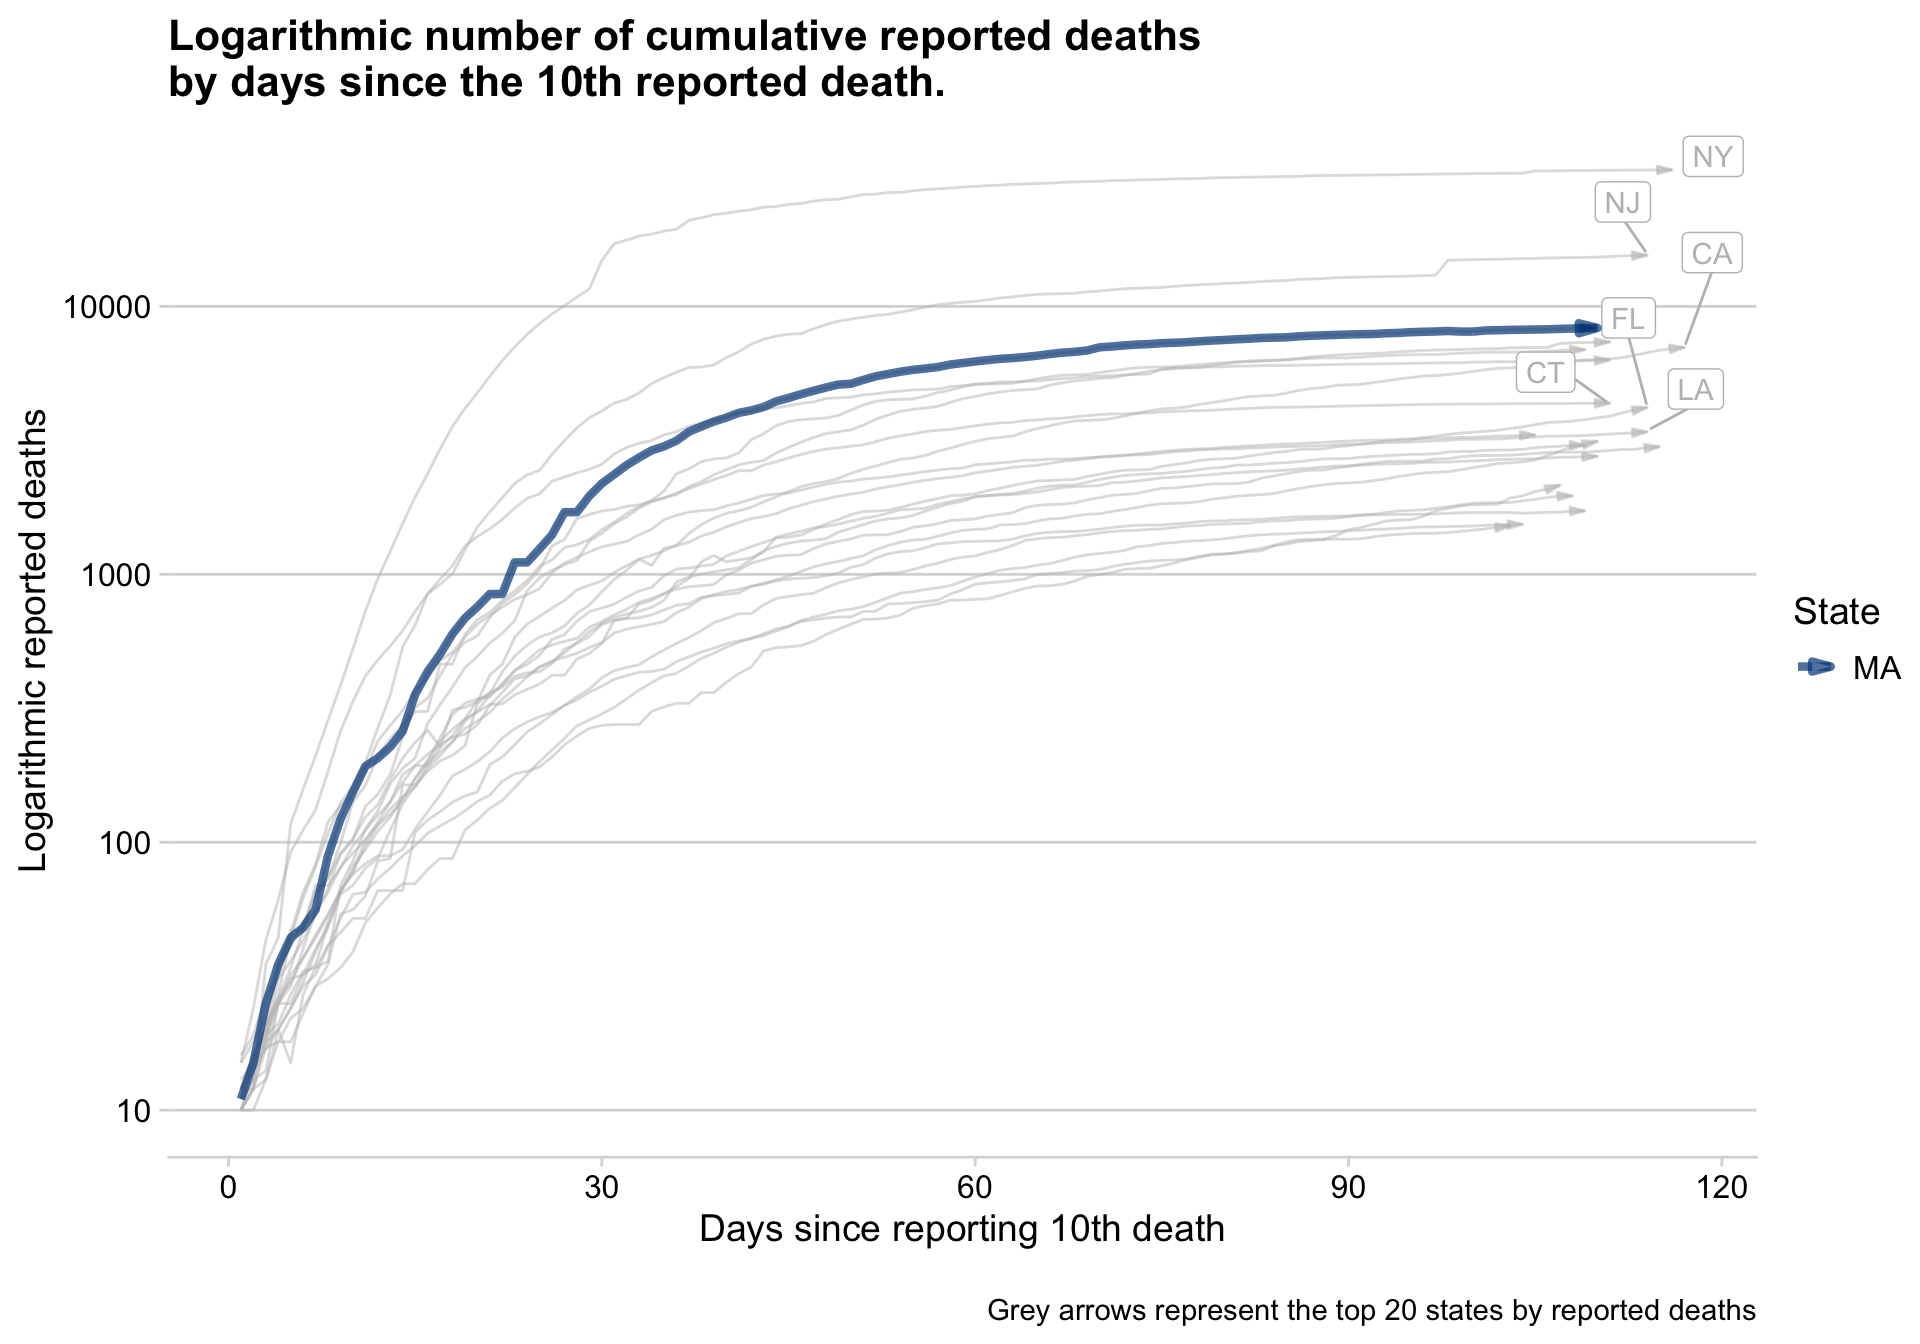 Logarithmic number of cumulative reported deaths
by days since the 10th reported death.
NY
NJ
CA
10000
FL
CT
LA
Logarithmic reported deaths
1000
State
MA
100
10
0 30 60 90 120
Days since reporting 10th death
Grey arrows represent the top 20 states by reported deaths